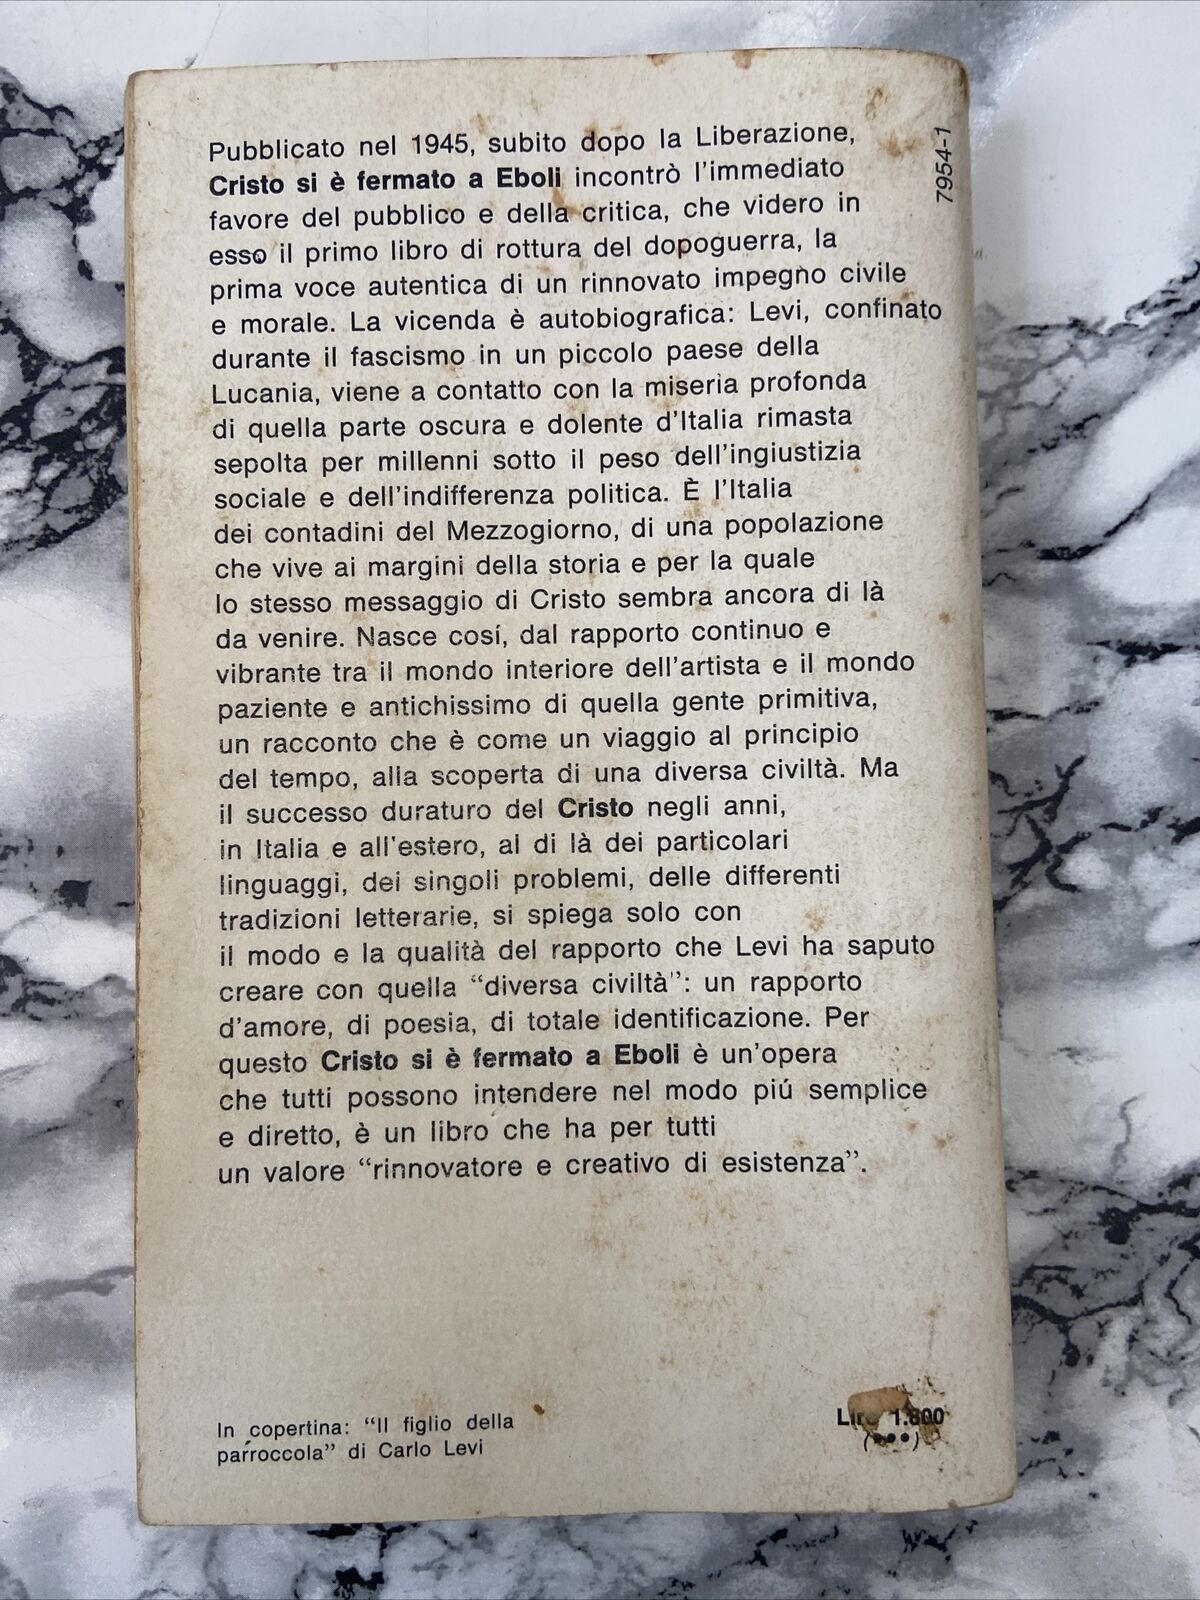 Pubblicato nel 1945, subito dopo la Liberazione,
Cristo si è fermato a Eboli incontrò l'immediato
favore del pubblico e della critica, che videro in
esso il primo libro di rottura del dopoguerra, la
prima voce autentica di un rinnovato impegno civile
e morale. La vicenda è autobiografica: Levi, confinato
durante il fascismo in un piccolo paese della
Lucania, viene a contatto con la miseria profonda
di quella parte oscura e dolente d'Italia rimasta
sepolta per millenni sotto il peso dell'ingiustizia
sociale e dell'indifferenza politica. È l'Italia
dei contadini del Mezzogiorno, di una popolazione
che vive ai margini della storia e per la quale
lo stesso messaggio di Cristo sembra ancora di là
da venire. Nasce cosí, dal rapporto continuo e
vibrante tra il mondo interiore dell'artista e il mondo
paziente e antichissimo di quella gente primitiva,
un racconto che è come un viaggio al principio
del tempo, alla scoperta di una diversa civiltà. Ma
il successo duraturo del Cristo negli anni,
in Italia e all'estero, al di là dei particolari
linguaggi, dei singoli problemi, delle differenti
tradizioni letterarie, si spiega solo con
il modo e la qualità del rapporto che Levi ha saputo
creare con quella "diversa civiltà": un rapporto
d'amore, di poesia, di totale identificazione. Per
questo Cristo si è fermato a Eboli è un'opera
che tutti possono intendere nel modo piú semplice
e diretto, è un libro che ha per tutti
un valore "rinnovatore e creativo di esistenza".
7954-1
In copertina: "Il figlio della
parroccola" di Carlo Levi
Lire 1.800
(•••)